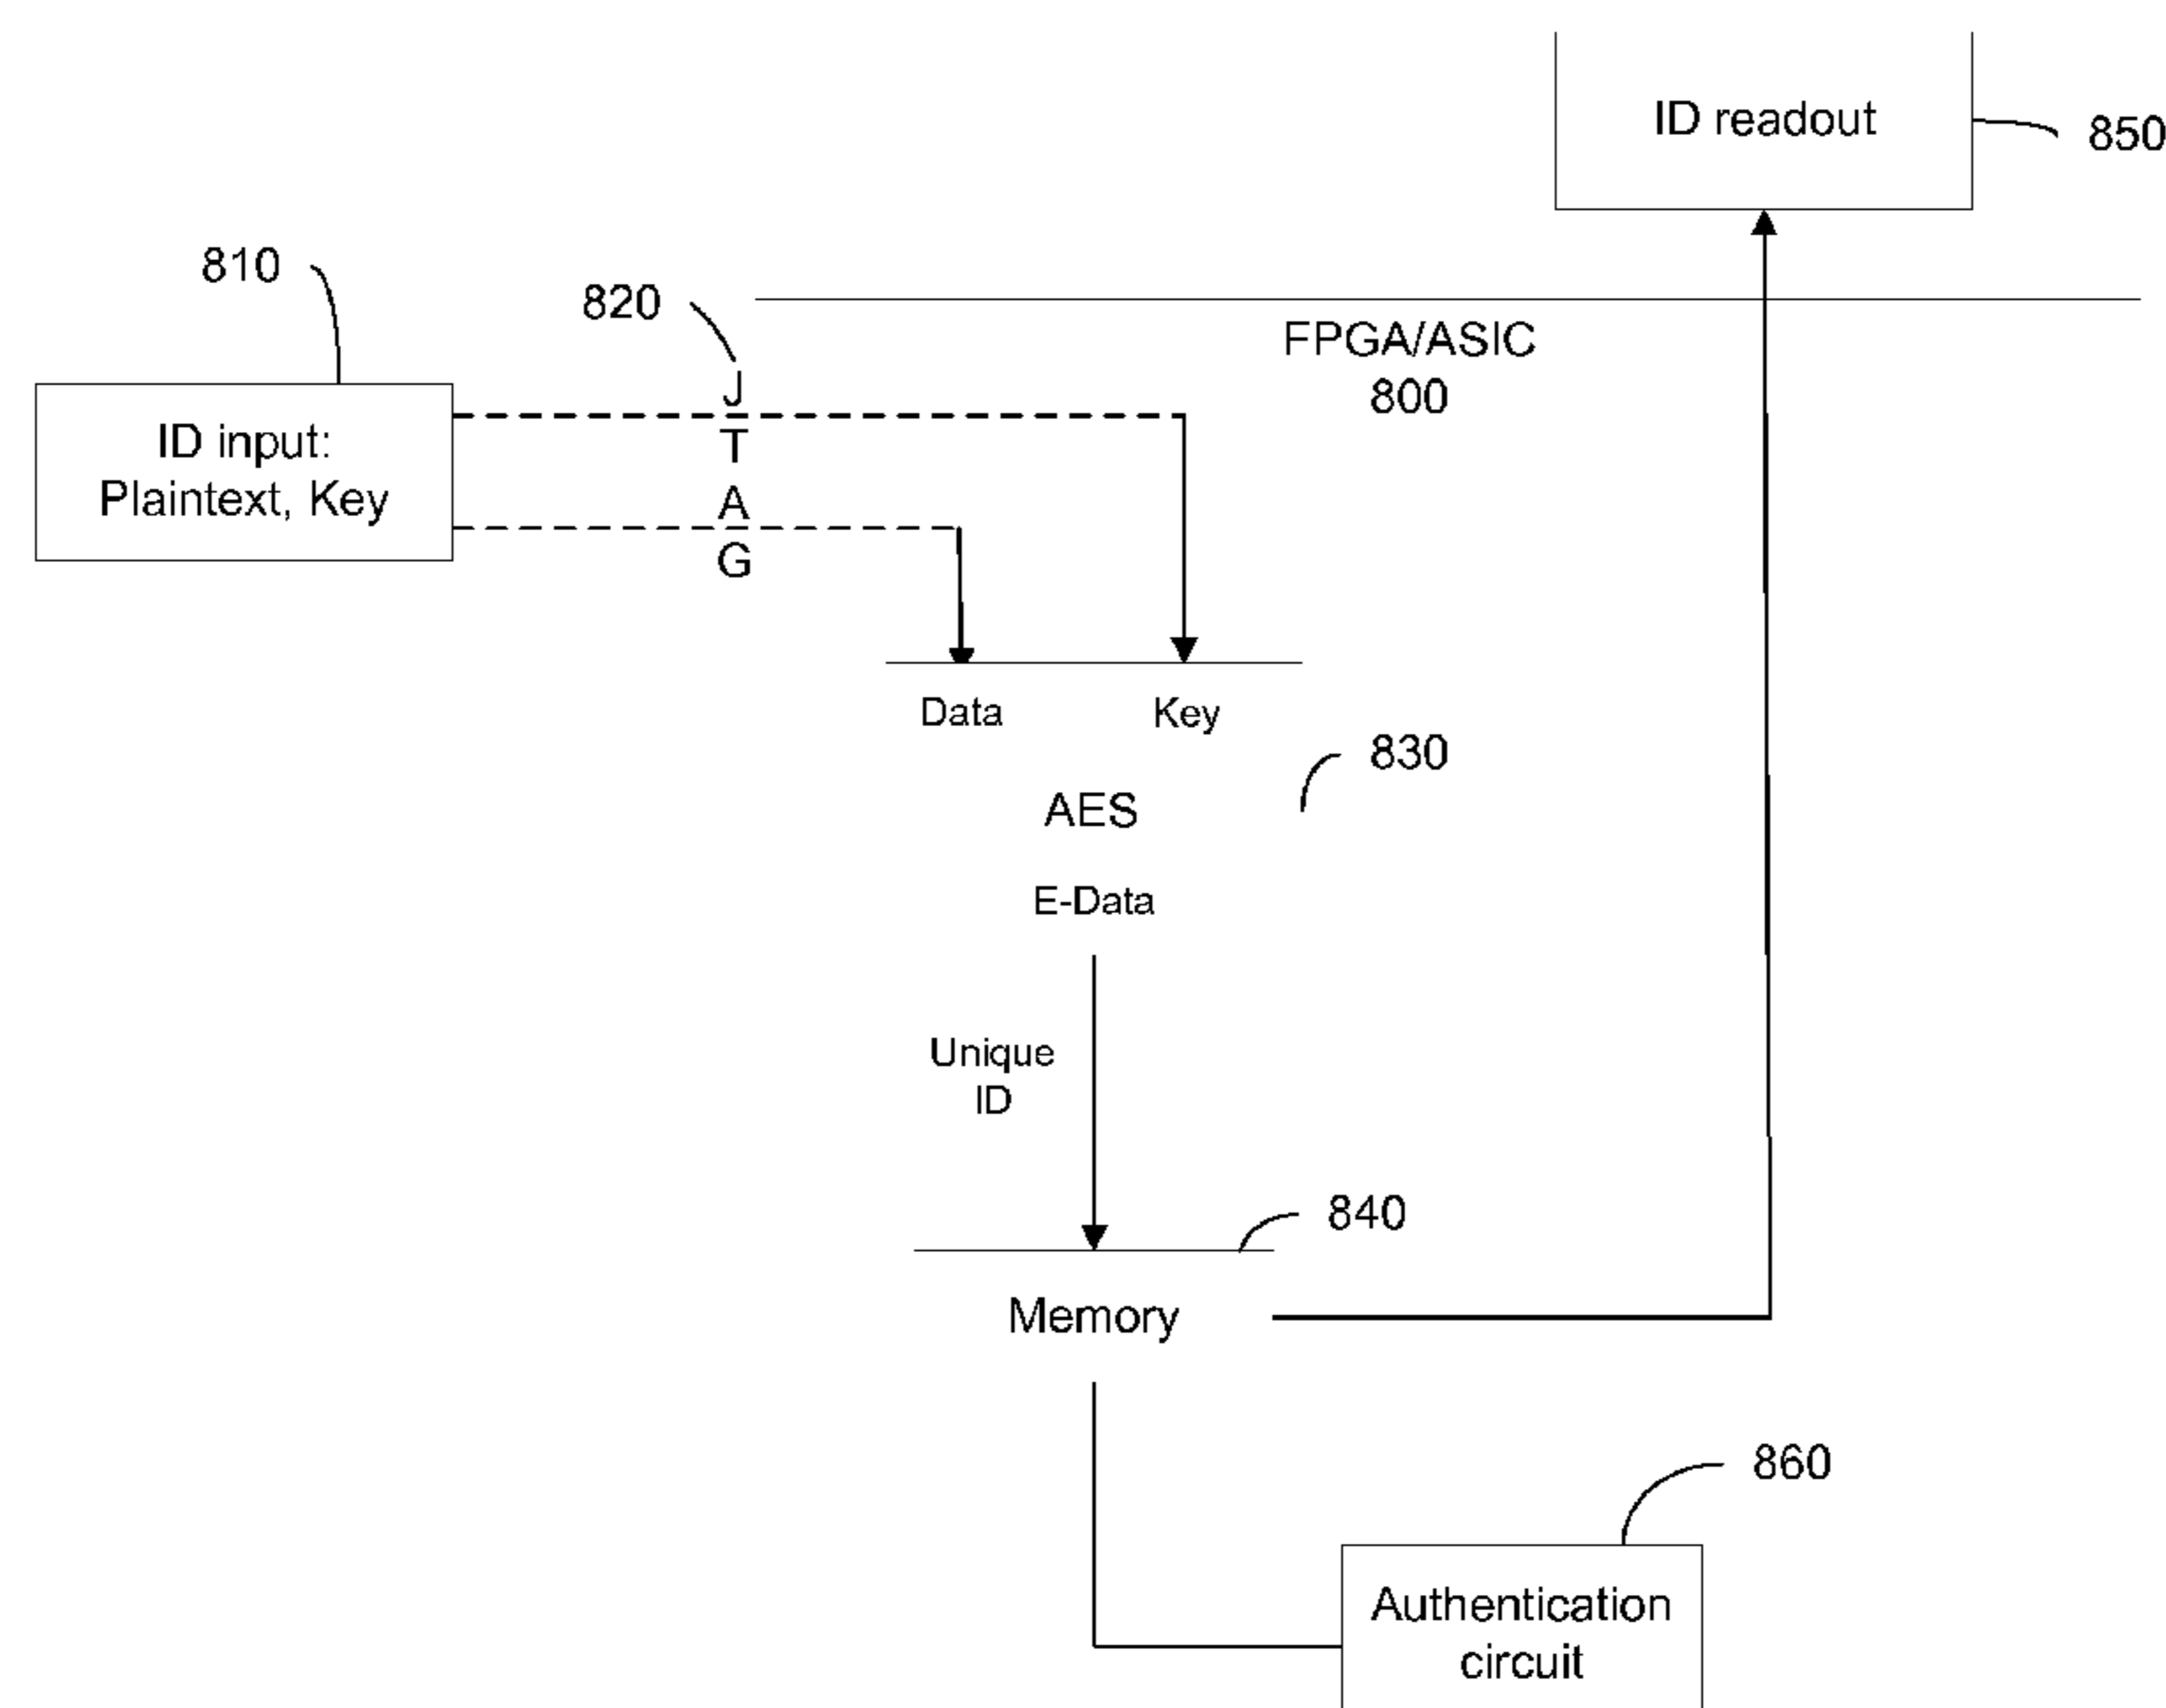 ID readout
850
810
820
FPGA/ASIC
800
J
T
A
G
ID input:
Plaintext, Key
Data
Key
830
AES
E-Data
Unique
ID
840
Memory
860
Authentication
circuit